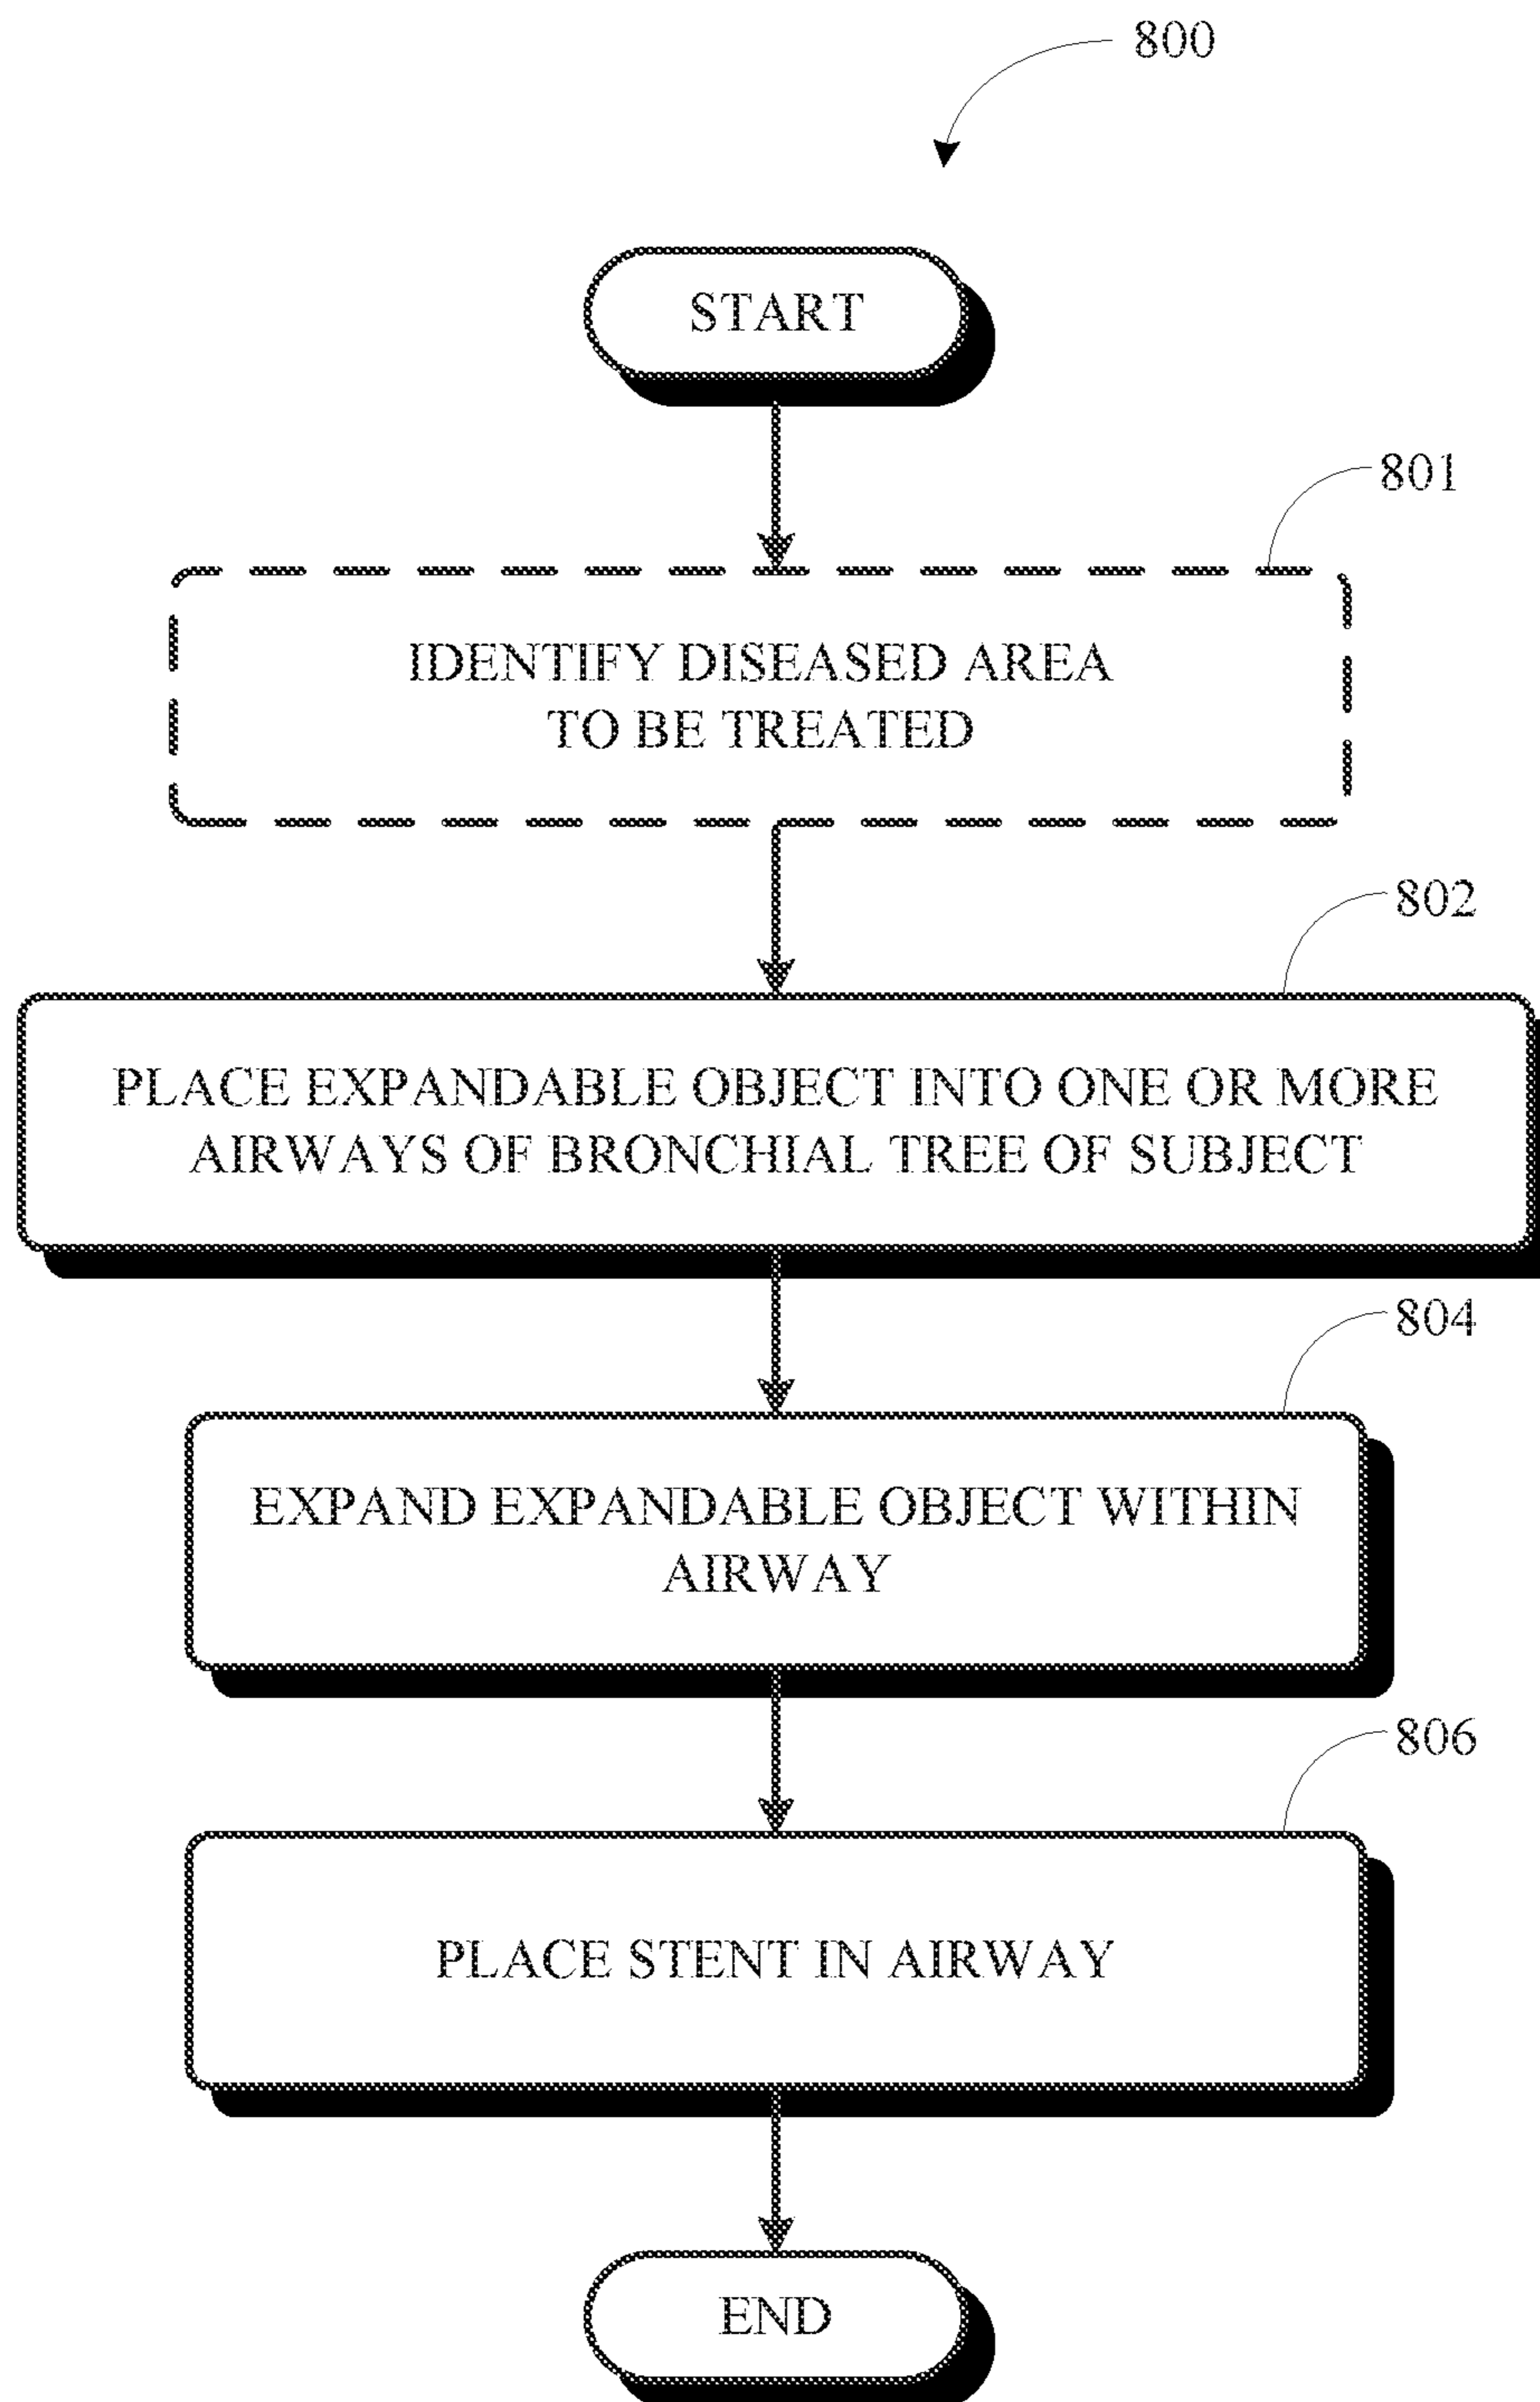 800
START
801
IDENTIFY DISEASED AREA
TO BE TREATED
802
PLACE EXPANDABLE OBJECT INTO ONE OR MORE
AIRWAYS OF BRONCHIAL TREE OF SUBJECT
804
EXPAND EXPANDABLE OBJECT WITHIN
AIRWAY
806
PLACE STENT IN AIRWAY
END